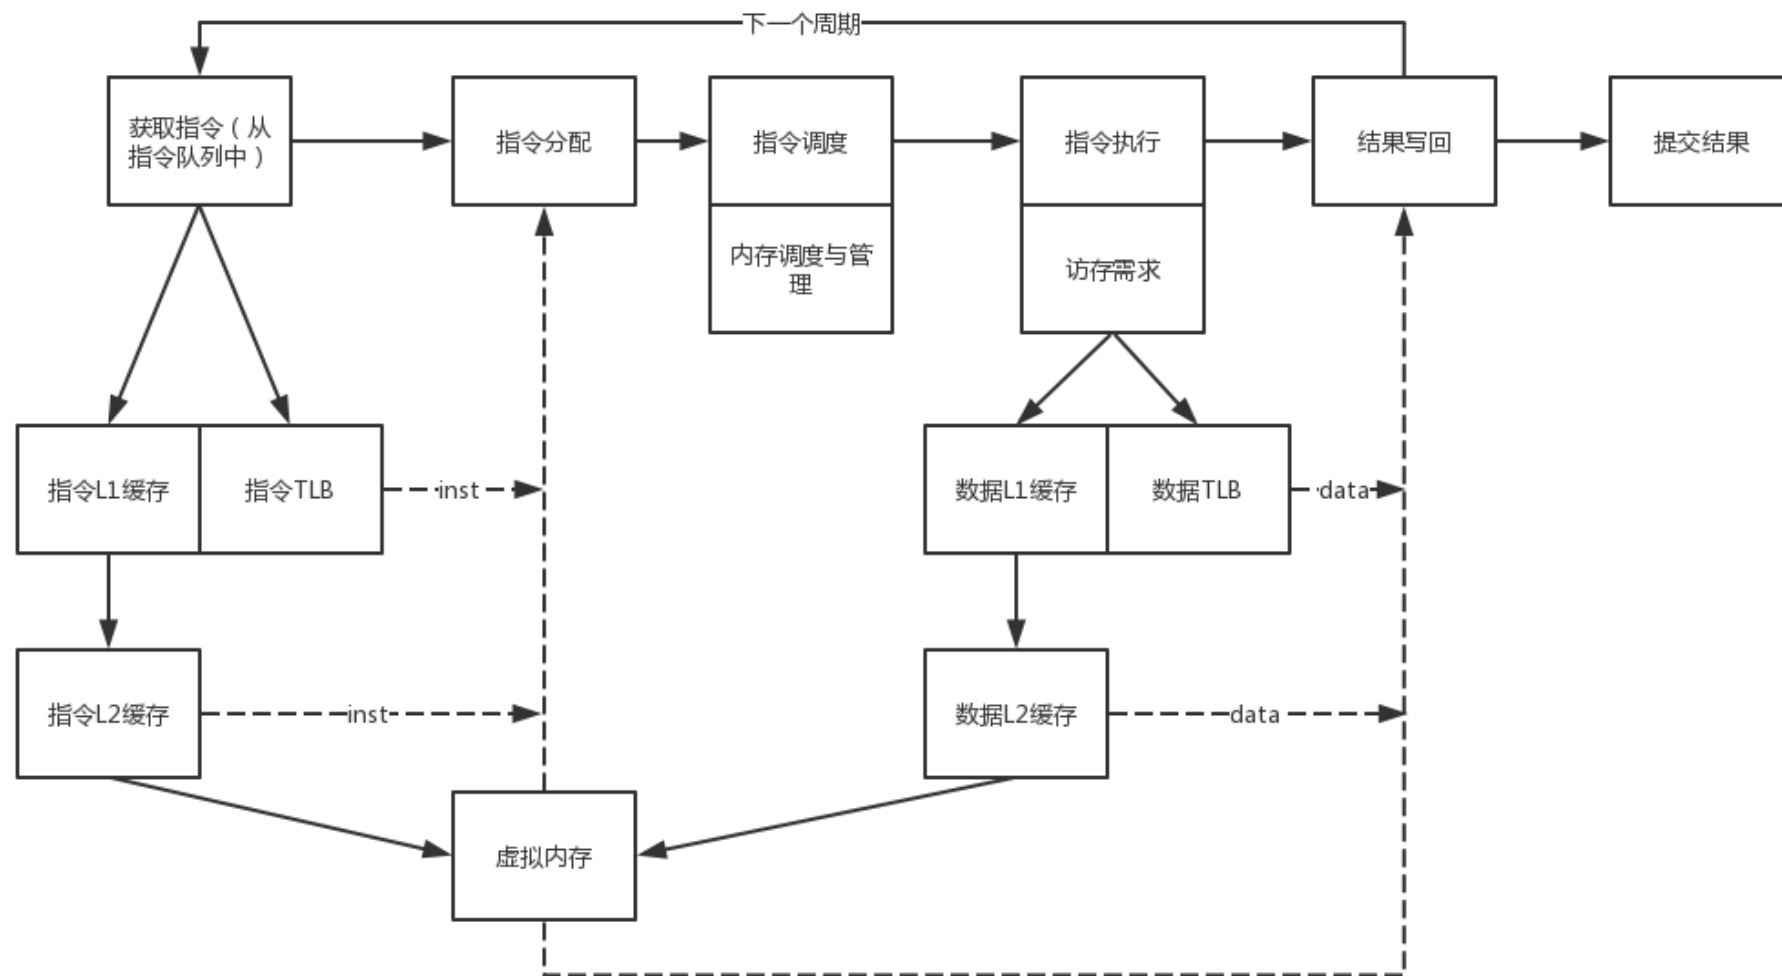 下一个周期
获取指令（从
指令队列中）
指令分配
指令调度
指令执行
结果写回
提交结果
内存调度与管
理
访存需求
指令L1缓存
指令TLB
inst
数据L1缓存
数据TLB
data
指令L2缓存
inst
数据L2缓存
data
虚拟内存